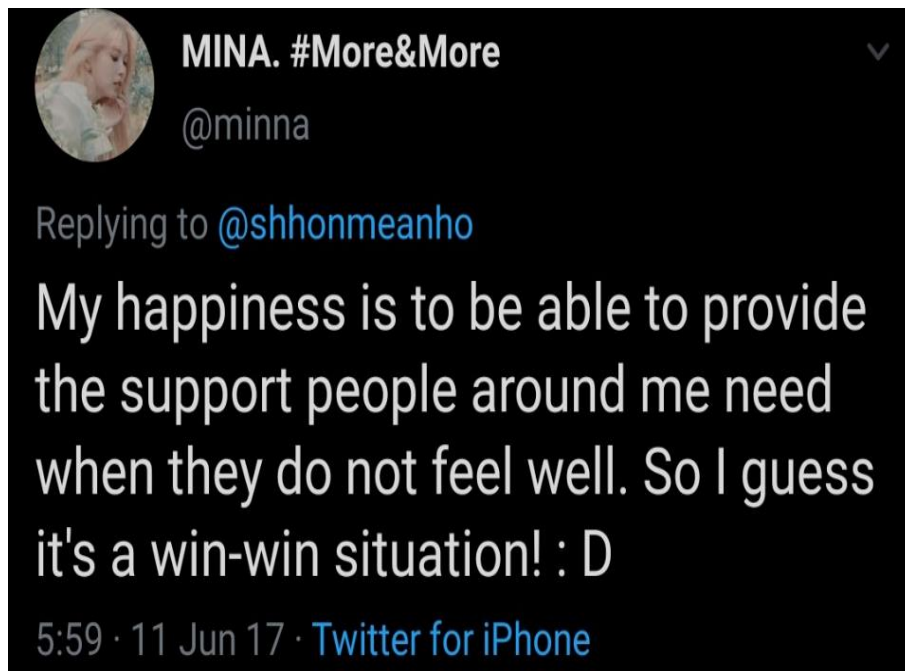 MINA. #More&More
@minna
Replying to @shhonmeanho
My happiness is to be able to provide
the support people around me need
when they do not feel well. So I guess
it's a win-win situation! : D
5:59 · 11 Jun 17 · Twitter for iPhone